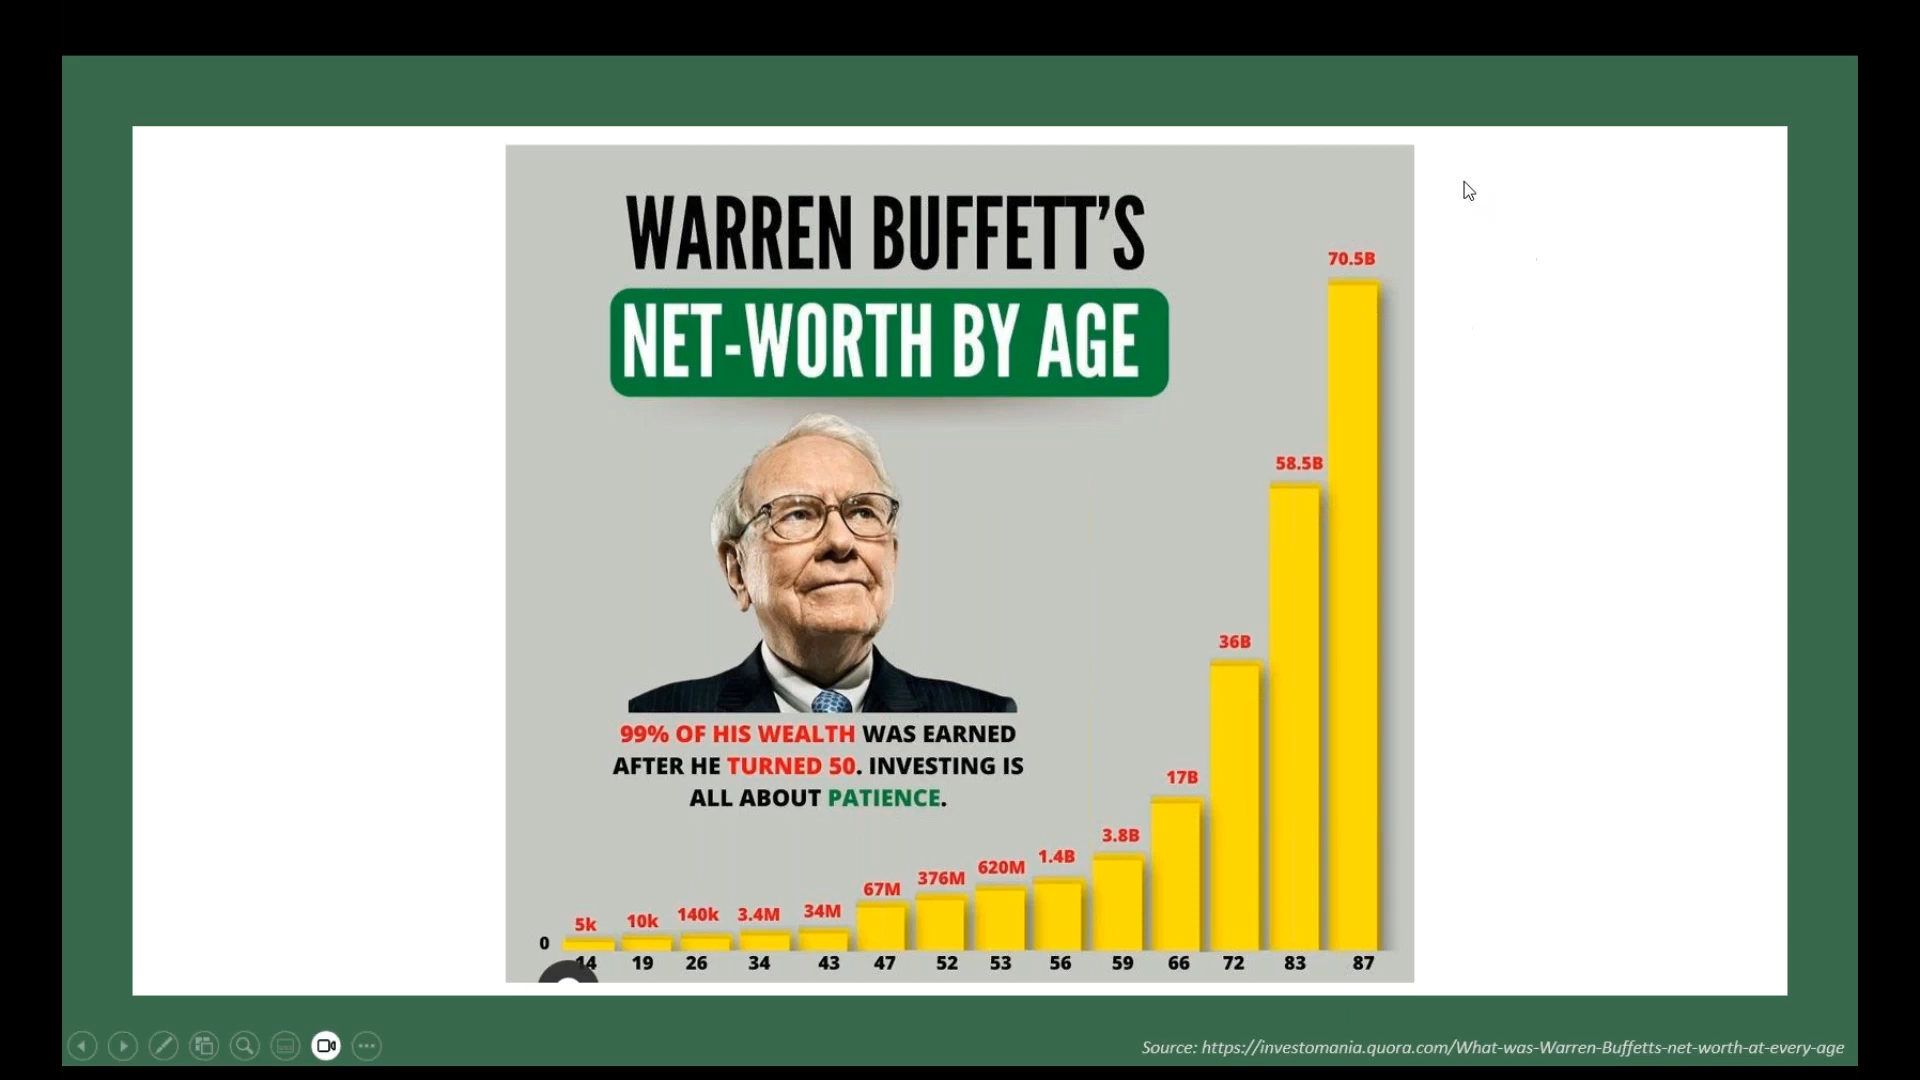 WARREN BUFFETT’S
NET-WORTH BY AGE
99% OF HIS WEALTH WAS EARNED
AFTER HE TURNED 50. INVESTING IS
ALL ABOUT PATIENCE.
5k 10k 140k 3.4M 34M 67M 376M 620M 1.4B 3.8B 17B 36B 58.5B 70.5B
0
14 19 26 34 43 47 52 53 56 59 66 72 83 87
Source: https://investomania.quora.com/What-was-Warren-Buffetts-net-worth-at-every-age